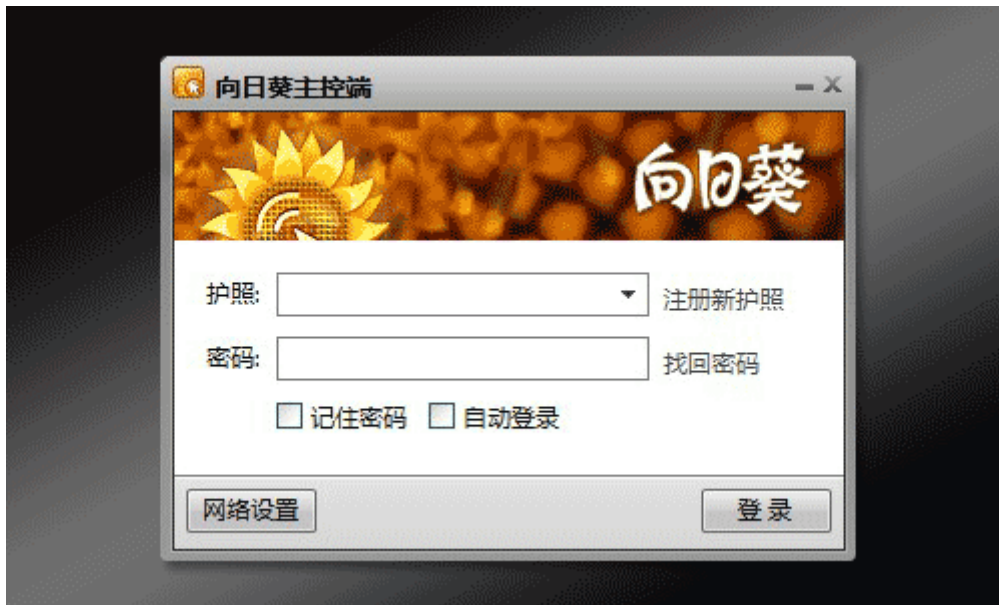 向日葵主控端
向日葵
护照: 注册新护照
密码: 找回密码
记住密码 自动登录
网络设置 登录